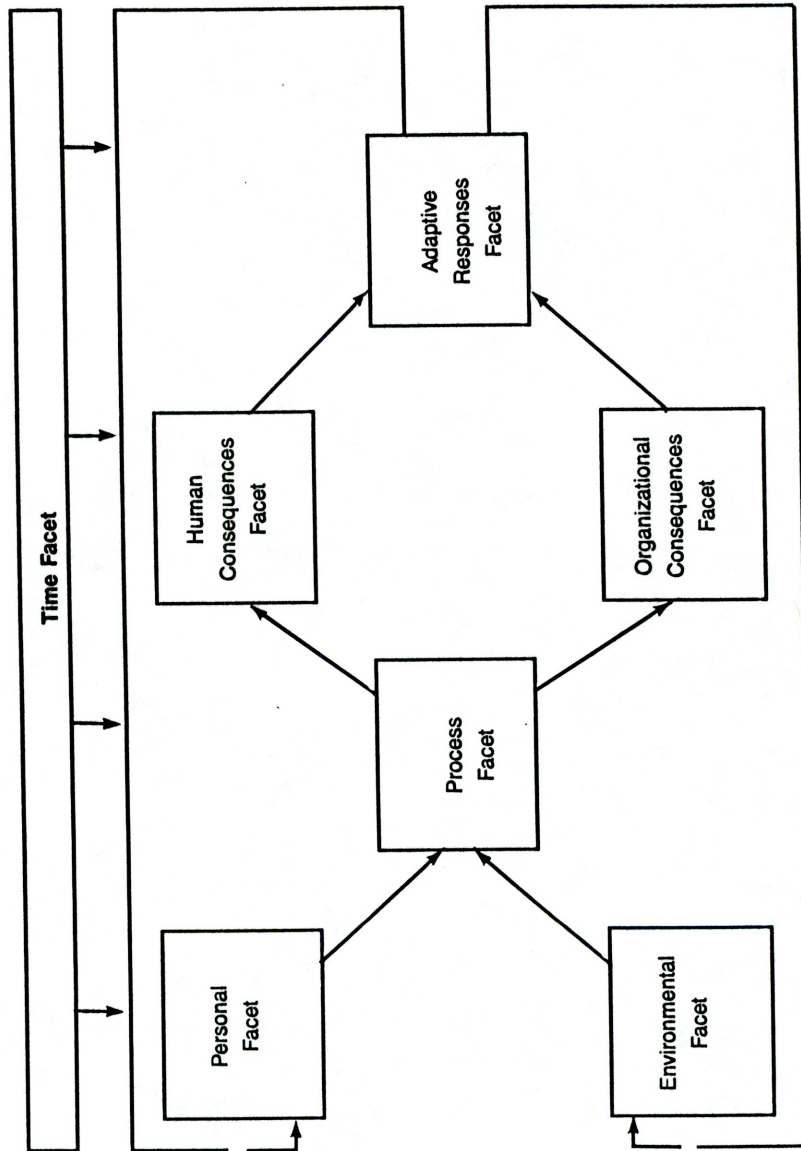 Time Facet
Personal
Facet
Environmental
Facet
Process
Facet
Human
Consequences
Facet
Organizational
Consequences
Facet
Adaptive
Responses
Facet